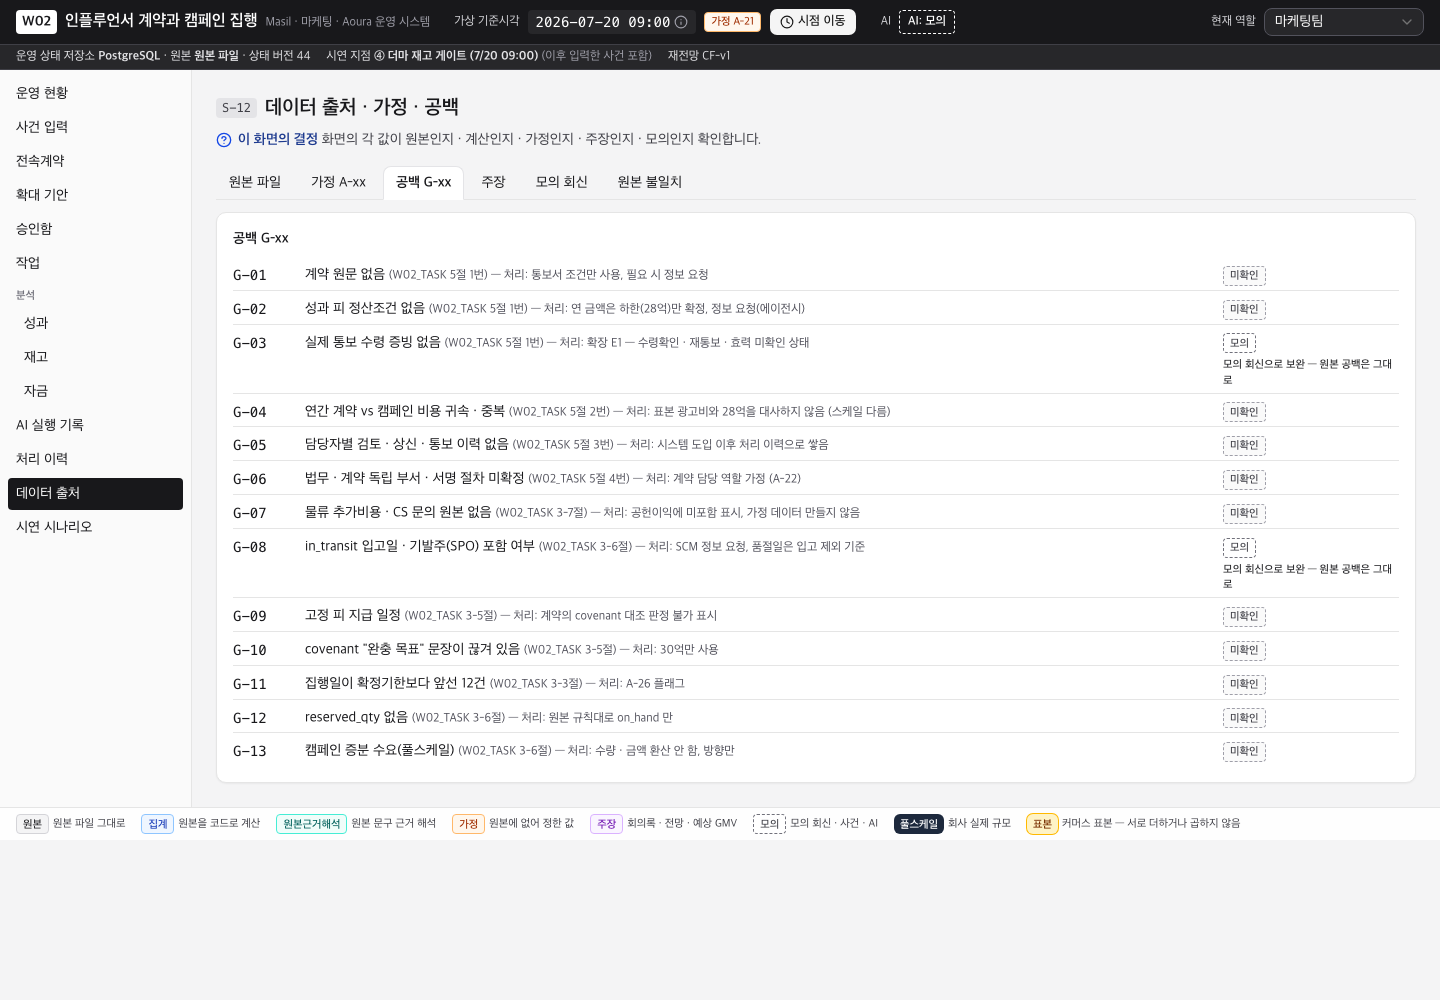 W02 인플루언서 계약과 캠페인 집행 Masil · 마케팅 · Aoura 운영 시스템 가상 기준시각 2026-07-20 09:00 가정 A-21 시점 이동 AI AI: 모의 현재 역할 마케팅팀
운영 상태 저장소 PostgreSQL · 원본 원본 파일 · 상태 버전 44 시연 지점 ④ 더마 재고 게이트 (7/20 09:00) (이후 입력한 사건 포함) 재전망 CF-v1
운영 현황
사건 입력
전속계약
확대 기안
승인함
작업
분석
성과
재고
자금
AI 실행 기록
처리 이력
데이터 출처
시연 시나리오
S-12 데이터 출처 · 가정 · 공백
이 화면의 결정 화면의 각 값이 원본인지 · 계산인지 · 가정인지 · 주장인지 · 모의인지 확인합니다.
원본 파일 가정 A-xx 공백 G-xx 주장 모의 회신 원본 불일치
공백 G-xx
G-01 계약 원문 없음 (W02_TASK 5절 1번) — 처리: 통보서 조건만 사용, 필요 시 정보 요청 미확인
G-02 성과 피 정산조건 없음 (W02_TASK 5절 1번) — 처리: 연 금액은 하한(28억)만 확정, 정보 요청(에이전시) 미확인
G-03 실제 통보 수령 증빙 없음 (W02_TASK 5절 1번) — 처리: 확장 E1 — 수령확인 · 재통보 · 효력 미확인 상태 모의
모의 회신으로 보완 — 원본 공백은 그대
로
G-04 연간 계약 vs 캠페인 비용 귀속 · 중복 (W02_TASK 5절 2번) — 처리: 표본 광고비와 28억을 대사하지 않음 (스케일 다름) 미확인
G-05 담당자별 검토 · 상신 · 통보 이력 없음 (W02_TASK 5절 3번) — 처리: 시스템 도입 이후 처리 이력으로 쌓음 미확인
G-06 법무 · 계약 독립 부서 · 서명 절차 미확정 (W02_TASK 5절 4번) — 처리: 계약 담당 역할 가정 (A-22) 미확인
G-07 물류 추가비용 · CS 문의 원본 없음 (W02_TASK 3-7절) — 처리: 공헌이익에 미포함 표시, 가정 데이터 만들지 않음 미확인
G-08 in_transit 입고일 · 기발주(SPO) 포함 여부 (W02_TASK 3-6절) — 처리: SCM 정보 요청, 품절일은 입고 제외 기준 모의
모의 회신으로 보완 — 원본 공백은 그대
로
G-09 고정 피 지급 일정 (W02_TASK 3-5절) — 처리: 계약의 covenant 대조 판정 불가 표시 미확인
G-10 covenant "완충 목표" 문장이 끊겨 있음 (W02_TASK 3-5절) — 처리: 30억만 사용 미확인
G-11 집행일이 확정기한보다 앞선 12건 (W02_TASK 3-3절) — 처리: A-26 플래그 미확인
G-12 reserved_qty 없음 (W02_TASK 3-6절) — 처리: 원본 규칙대로 on_hand 만 미확인
G-13 캠페인 증분 수요(풀스케일) (W02_TASK 3-6절) — 처리: 수량 · 금액 환산 안 함, 방향만 미확인
원본 원본 파일 그대로 집계 원본을 코드로 계산 원본근거해석 원본 문구 근거 해석 가정 원본에 없어 정한 값 주장 회의록 · 전망 · 예상 GMV 모의 모의 회신 · 사건 · AI 풀스케일 회사 실제 규모 표본 커머스 표본 — 서로 더하거나 곱하지 않음